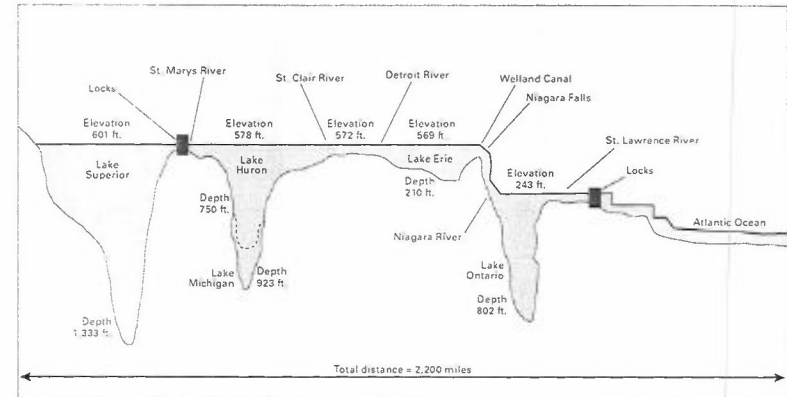 St. Marys River
St. Clair River
Detroit River
Welland Canal
Niagara Falls
Locks
Elevation
601 ft.
Elevation
578 ft.
Elevation
572 ft.
Elevation
569 ft.
St. Lawrence River
Lake
Superior
Lake
Huron
Lake Erie
Elevation
243 ft.
Locks
Depth
750 ft.
Depth
210 ft.
Atlantic Ocean
Niagara River
Lake
Michigan
Depth
923 ft.
Lake
Ontario
Depth
802 ft.
Depth
1 333 ft.
Total distance = 2,200 miles